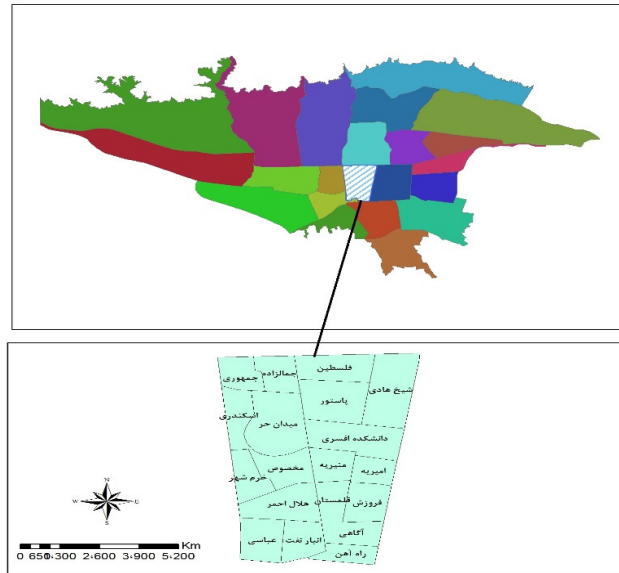 فلسطین
جمالزاده
جمهوری
شیخ هادی
پاستور
اسکندری
میدان حر
دانشکده افسری
منیریه
امیریه
مخصوص
خرم شهر
قلمستان
فروزش
هلال احمر
آگاهی
انبار نفت
عباسی
راه آهن
N
W
E
S
Km
0 650 1،300 2،600 3،900 5،200